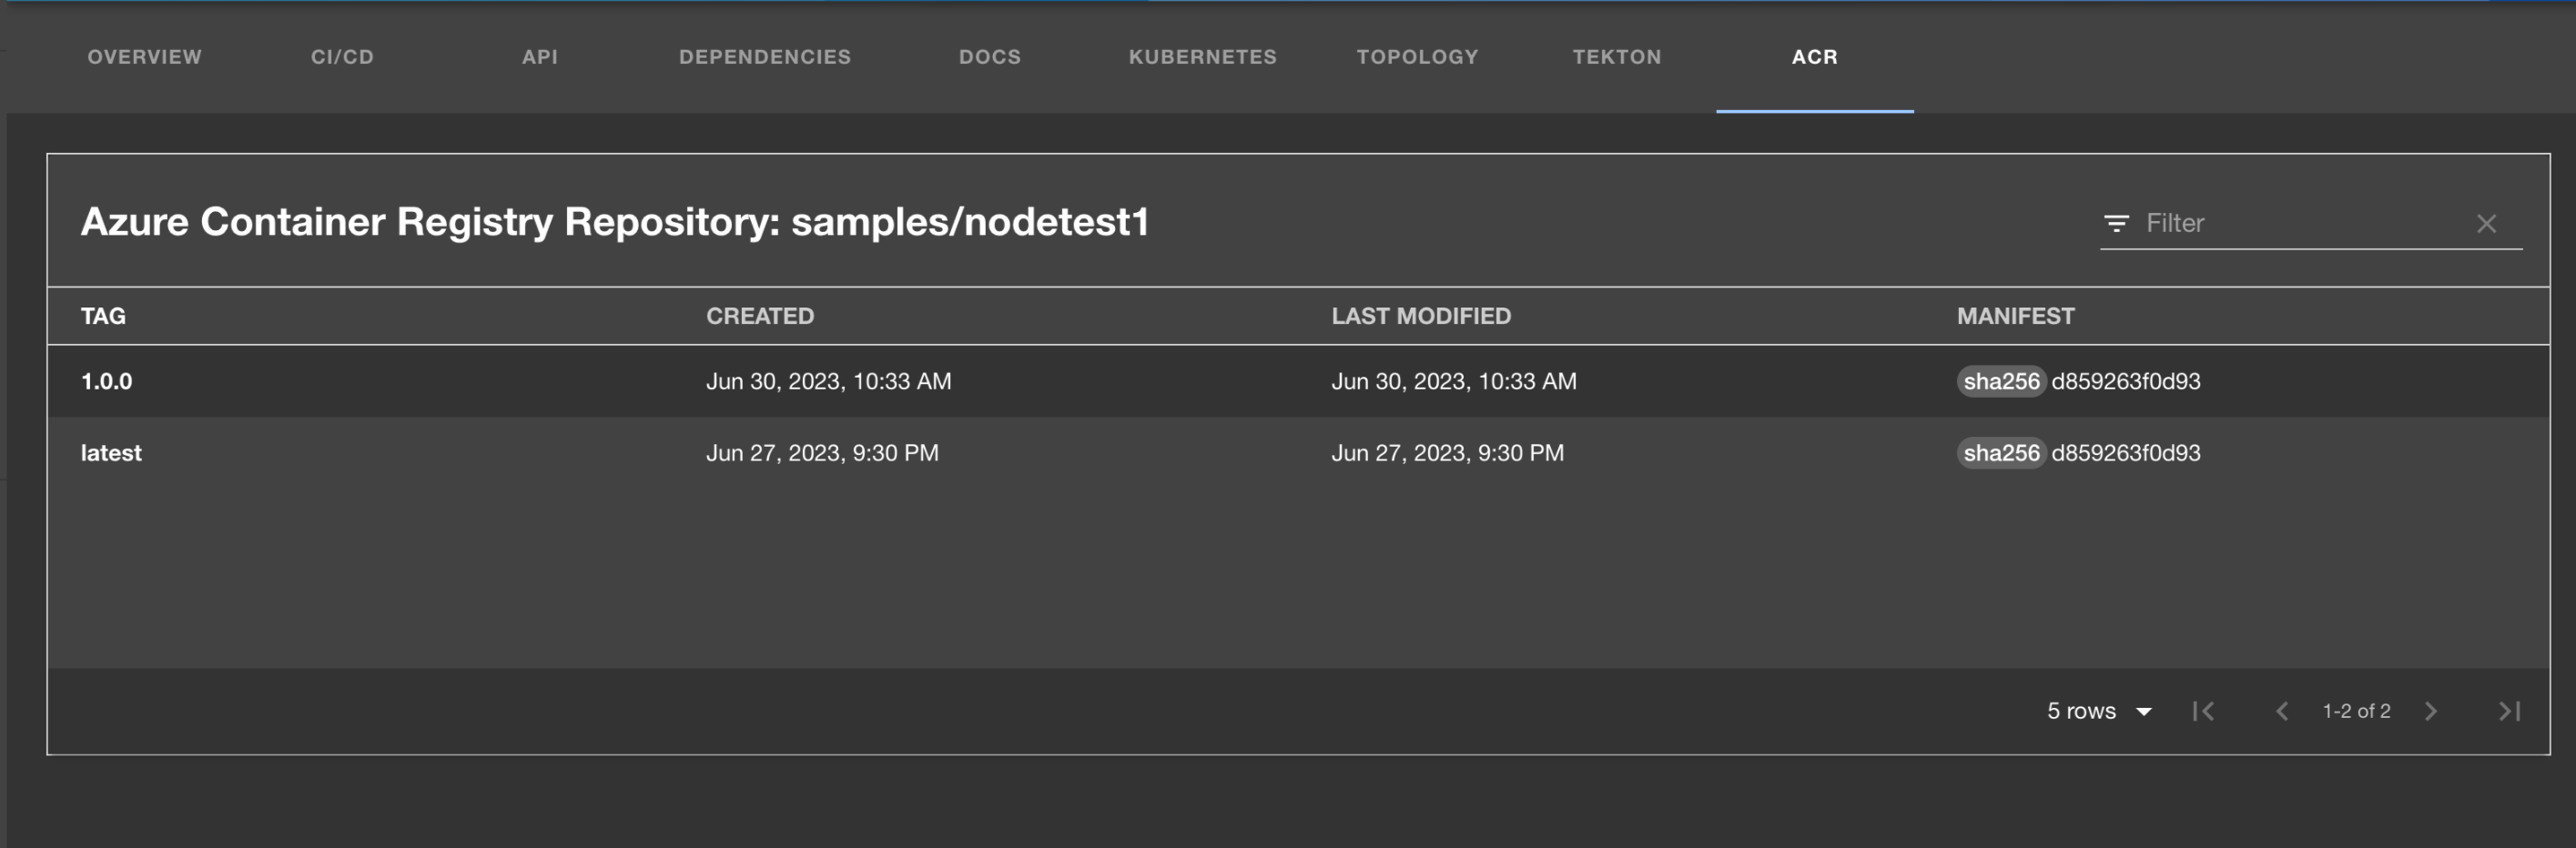 OVERVIEW CI/CD API DEPENDENCIES DOCS KUBERNETES TOPOLOGY TEKTON ACR
Azure Container Registry Repository: samples/nodetest1 Filter
TAG CREATED LAST MODIFIED MANIFEST
1.0.0 Jun 30, 2023, 10:33 AM Jun 30, 2023, 10:33 AM sha256 d859263f0d93
latest Jun 27, 2023, 9:30 PM Jun 27, 2023, 9:30 PM sha256 d859263f0d93
5 rows 1-2 of 2